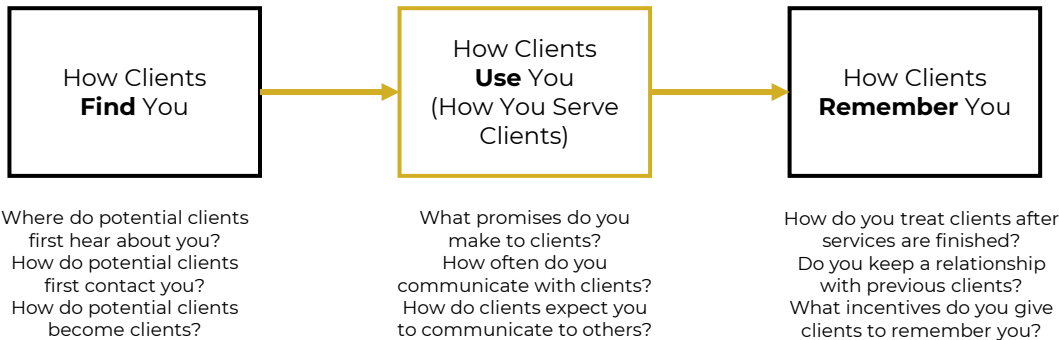 How Clients
Find You
How Clients
Use You
(How You Serve
Clients)
How Clients
Remember You
Where do potential clients
first hear about you?
How do potential clients
first contact you?
How do potential clients
become clients?
What promises do you
make to clients?
How often do you
communicate with clients?
How do clients expect you
to communicate to others?
How do you treat clients after
services are finished?
Do you keep a relationship
with previous clients?
What incentives do you give
clients to remember you?